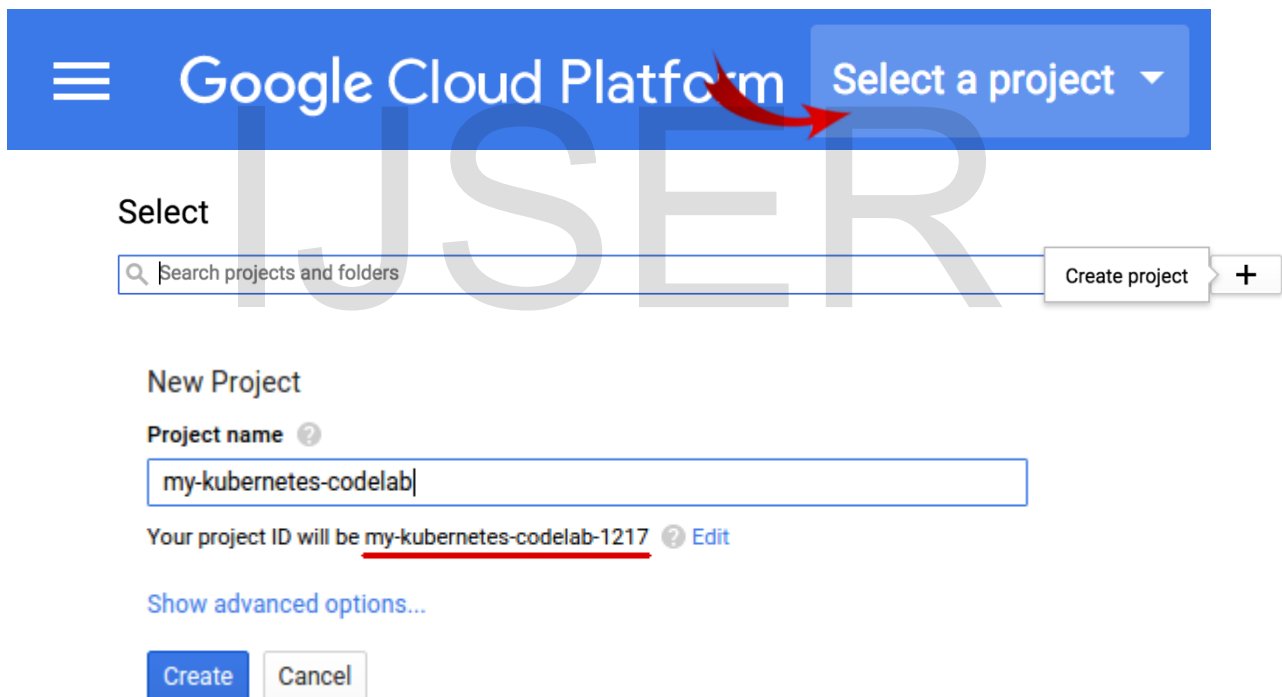 Google Cloud Platform Select a project
IJSER
Select
Search projects and folders Create project +
New Project
Project name ?
my-kubernetes-codelab
Your project ID will be my-kubernetes-codelab-1217 ? Edit
Show advanced options...
Create Cancel